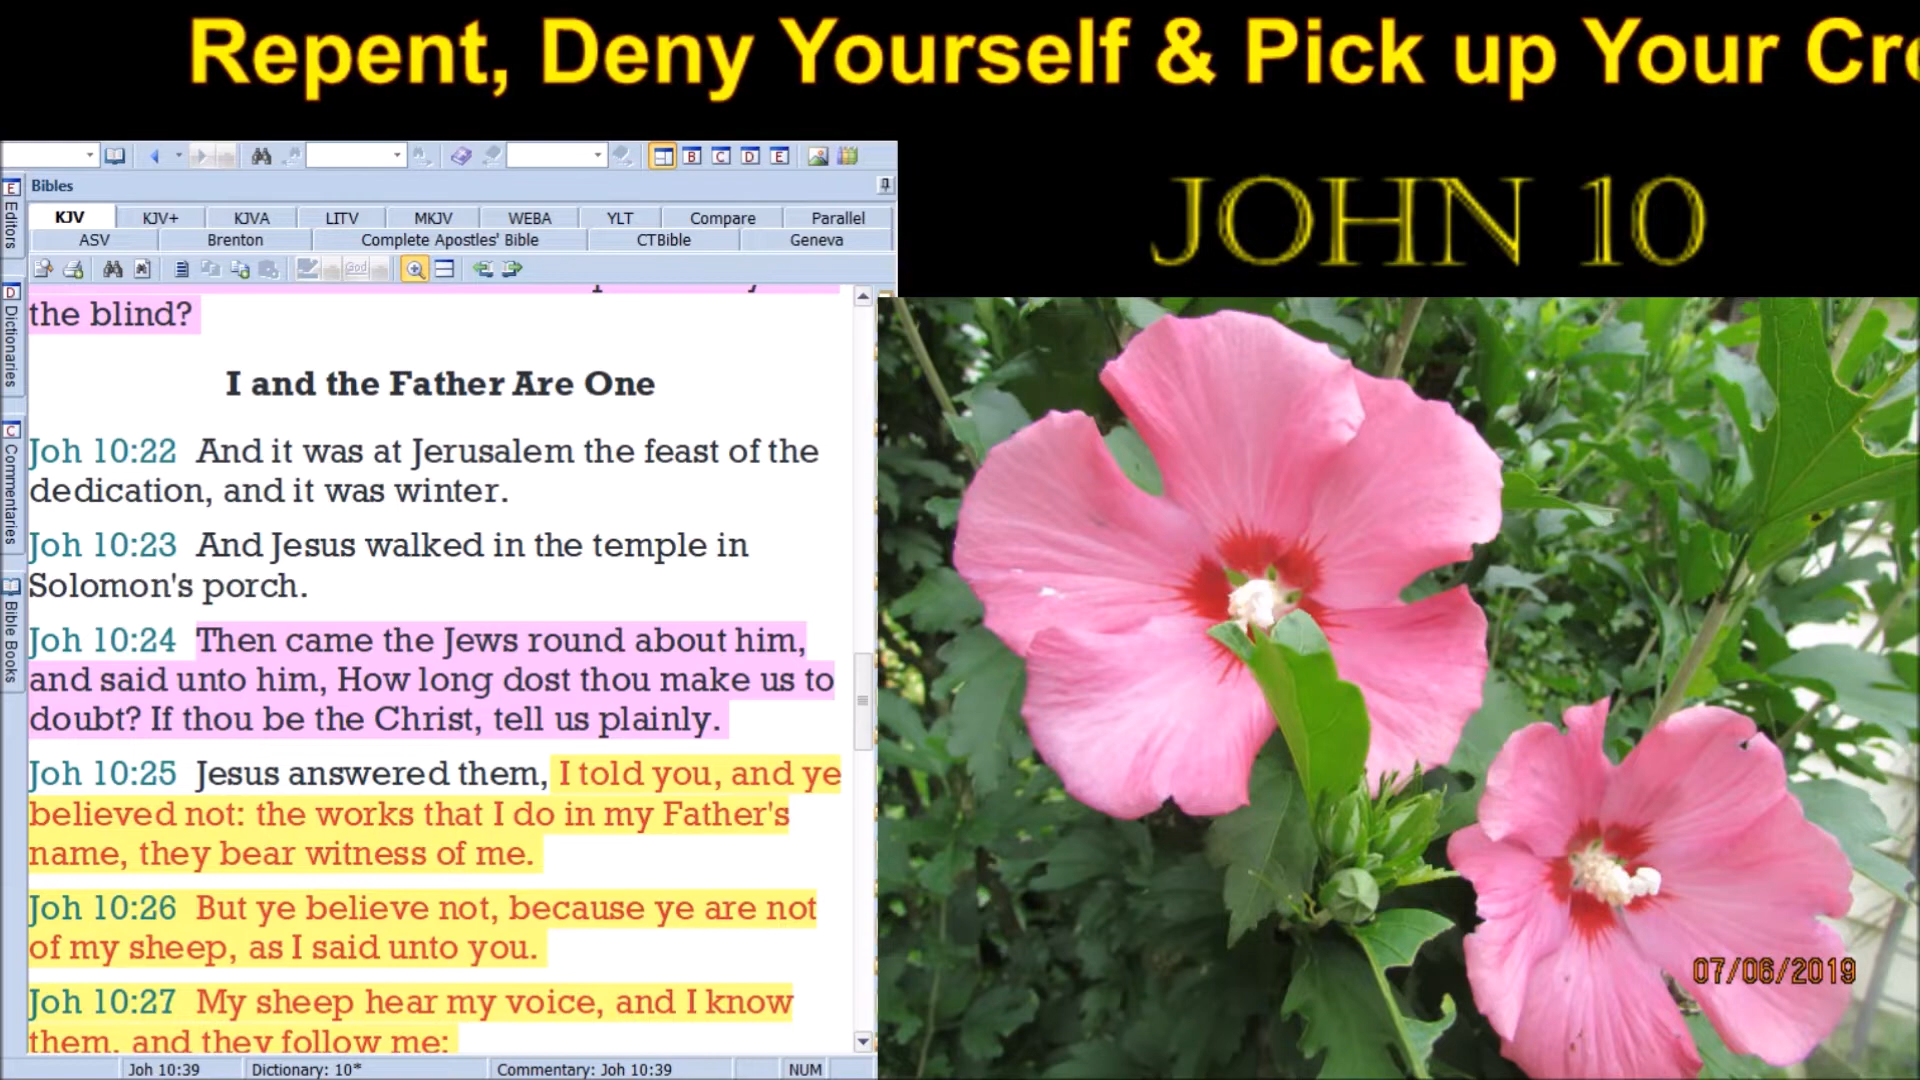 Repent, Deny Yourself & Pick up Your
JOHN 10
Bibles
KJV KJV+ KJVA LITV MKJV WEBA YLT Compare Parallel
ASV Brenton Complete Apostles' Bible CTBible Geneva
B C D E
God
E Editors
D Dictionaries
C Commentaries
Bible Books
the blind?
I and the Father Are One
Joh 10:22 And it was at Jerusalem the feast of the
dedication, and it was winter.
Joh 10:23 And Jesus walked in the temple in
Solomon's porch.
Joh 10:24 Then came the Jews round about him,
and said unto him, How long dost thou make us to
doubt? If thou be the Christ, tell us plainly.
Joh 10:25 Jesus answered them, I told you, and ye
believed not: the works that I do in my Father's
name, they bear witness of me.
Joh 10:26 But ye believe not, because ye are not
of my sheep, as I said unto you.
Joh 10:27 My sheep hear my voice, and I know
them, and they follow me:
Joh 10:39 Dictionary: 10* Commentary: Joh 10:39 NUM
07/06/2019